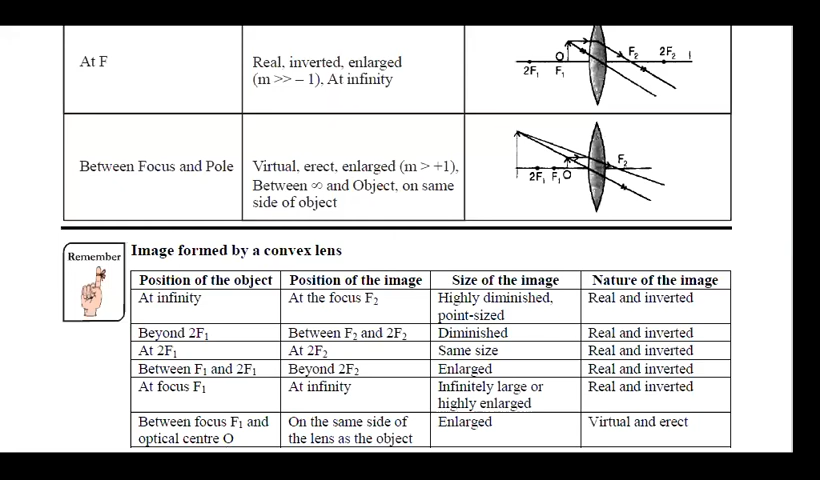 At F
Real, inverted, enlarged
(m >> – 1), At infinity
O
F₂
2F₂
I
2F₁
F₁
Between Focus and Pole
Virtual, erect, enlarged (m > +1),
Between ∞ and Object, on same
side of object
F₂
2F₁
F₁
O
Remember
Image formed by a convex lens
Position of the object
Position of the image
Size of the image
Nature of the image
At infinity
At the focus F₂
Highly diminished,
point-sized
Real and inverted
Beyond 2F₁
Between F₂ and 2F₂
Diminished
Real and inverted
At 2F₁
At 2F₂
Same size
Real and inverted
Between F₁ and 2F₁
Beyond 2F₂
Enlarged
Real and inverted
At focus F₁
At infinity
Infinitely large or
highly enlarged
Real and inverted
Between focus F₁ and
optical centre O
On the same side of
the lens as the object
Enlarged
Virtual and erect